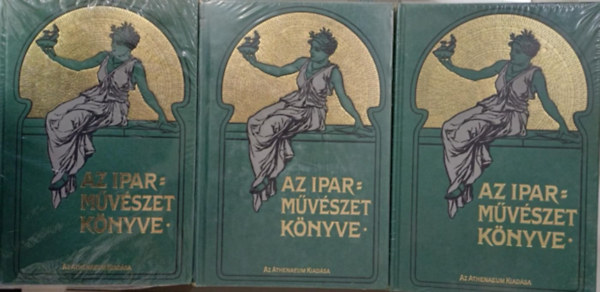 AZ IPAR=
MŰVÉSZET
KÖNYVE·
AZ ATHENAEUM KIADÁSA
AZ IPAR=
MŰVÉSZET
KÖNYVE·
AZ ATHENAEUM KIADÁSA
AZ IPAR=
MŰVÉSZET
KÖNYVE·
AZ ATHENAEUM KIADÁSA